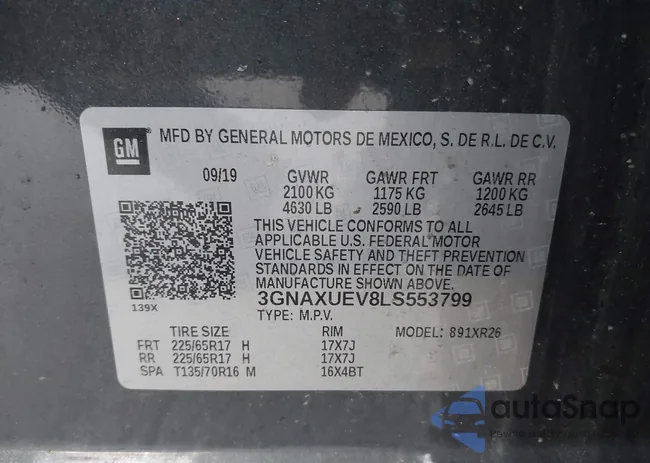 GM
MFD BY GENERAL MOTORS DE MEXICO, S. DE R.L. DE C.V.
09/19 GVWR GAWR FRT GAWR RR
2100 KG 1175 KG 1200 KG
4630 LB 2590 LB 2645 LB
THIS VEHICLE CONFORMS TO ALL
APPLICABLE U.S. FEDERAL MOTOR
VEHICLE SAFETY AND THEFT PREVENTION
STANDARDS IN EFFECT ON THE DATE OF
MANUFACTURE SHOWN ABOVE.
3GNAXUEV8LS553799
139X TYPE: M.P.V.
TIRE SIZE RIM MODEL: 891XR26
FRT 225/65R17 H 17X7J
RR 225/65R17 H 17X7J
SPA T135/70R16 M 16X4BT
autoSnap